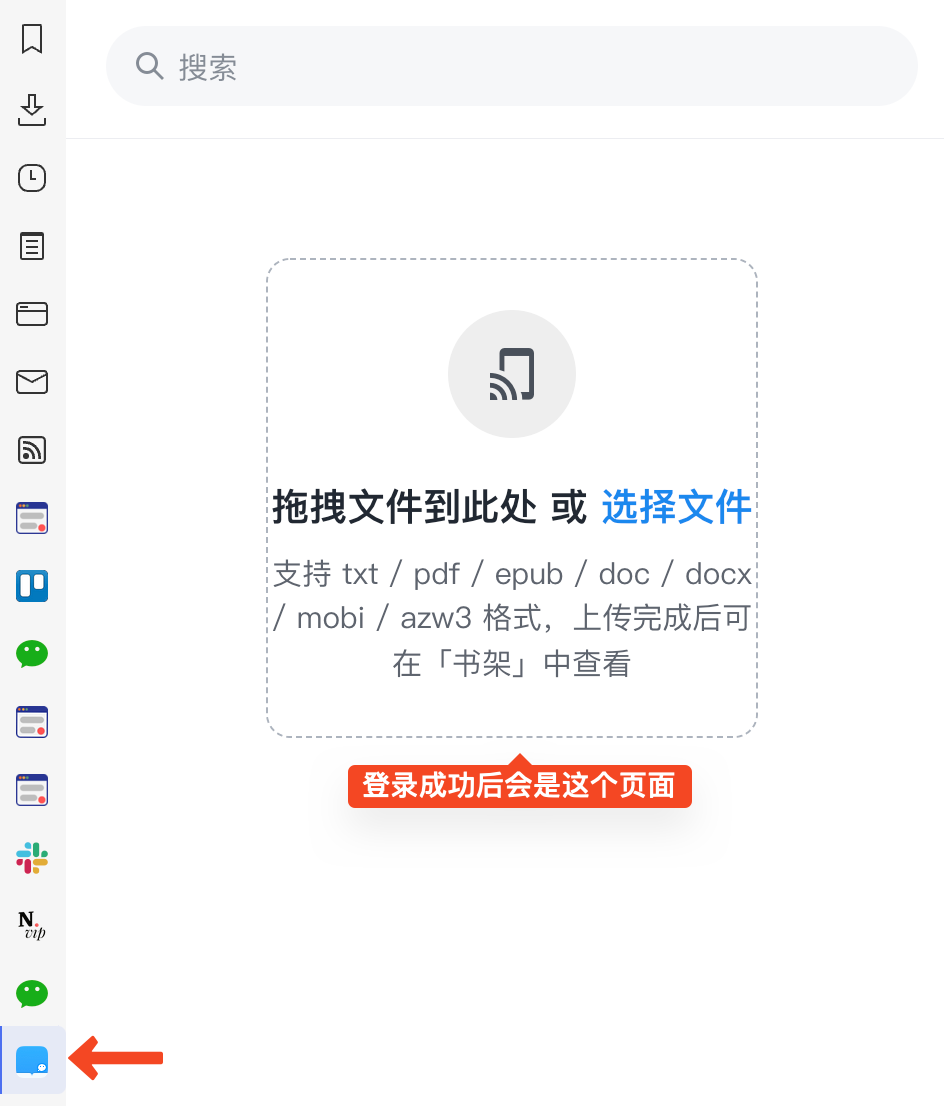 搜索
拖拽文件到此处 或 选择文件
支持 txt / pdf / epub / doc / docx
/ mobi / azw3 格式，上传完成后可
在「书架」中查看
登录成功后会是这个页面
N.
vip